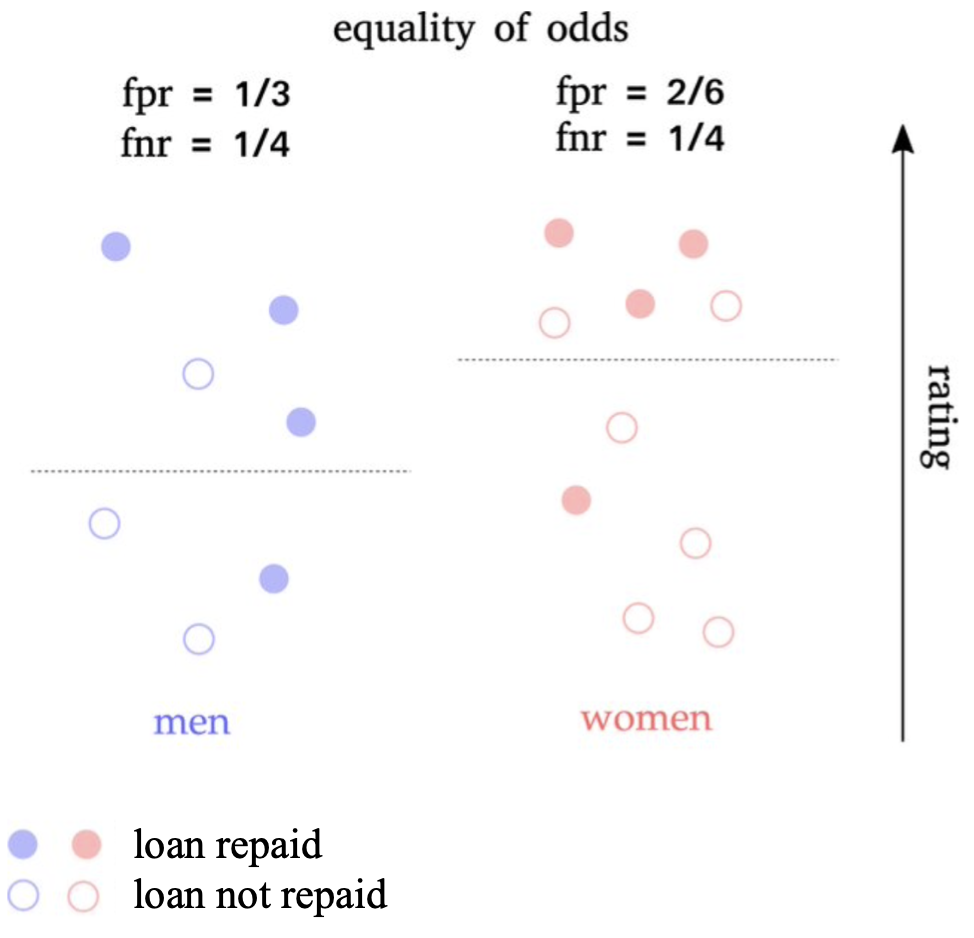 equality of odds
fpr = 1/3
fnr = 1/4
fpr = 2/6
fnr = 1/4
rating
men
women
loan repaid
loan not repaid